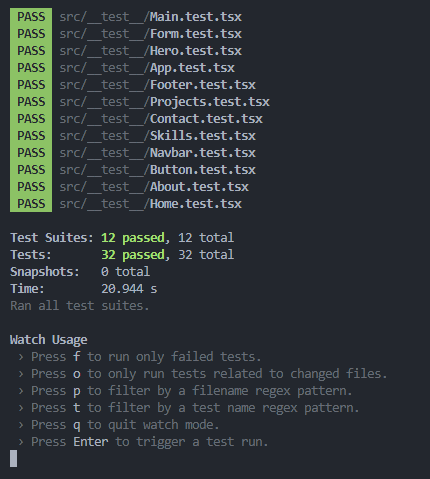 PASS src/__test__/Main.test.tsx
PASS src/__test__/Form.test.tsx
PASS src/__test__/Hero.test.tsx
PASS src/__test__/App.test.tsx
PASS src/__test__/Footer.test.tsx
PASS src/__test__/Projects.test.tsx
PASS src/__test__/Contact.test.tsx
PASS src/__test__/Skills.test.tsx
PASS src/__test__/Navbar.test.tsx
PASS src/__test__/Button.test.tsx
PASS src/__test__/About.test.tsx
PASS src/__test__/Home.test.tsx
Test Suites: 12 passed, 12 total
Tests: 32 passed, 32 total
Snapshots: 0 total
Time: 20.944 s
Ran all test suites.
Watch Usage
› Press f to run only failed tests.
› Press o to only run tests related to changed files.
› Press p to filter by a filename regex pattern.
› Press t to filter by a test name regex pattern.
› Press q to quit watch mode.
› Press Enter to trigger a test run.